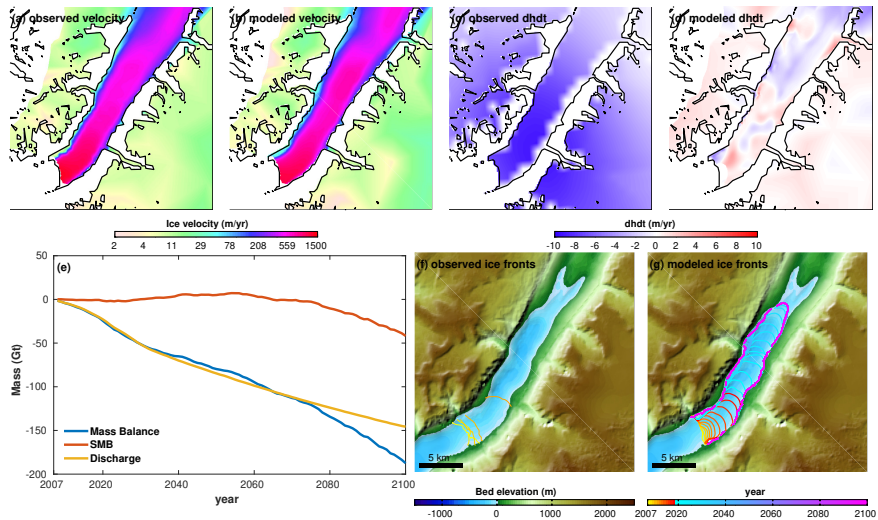 (a) observed velocity
(b) modeled velocity
(c) observed dhdt
(d) modeled dhdt
Ice velocity (m/yr)
2 4 11 29 78 208 559 1500
dhdt (m/yr)
-10 -8 -6 -4 -2 0 2 4 6 8 10
(e)
50
0
-50
-100
-150
-200
Mass (Gt)
Mass Balance
SMB
Discharge
2007 2020 2040 2060 2080 2100
year
(f) observed ice fronts
5 km
(g) modeled ice fronts
5 km
Bed elevation (m)
-1000 0 1000 2000
year
2007 2020 2040 2060 2080 2100